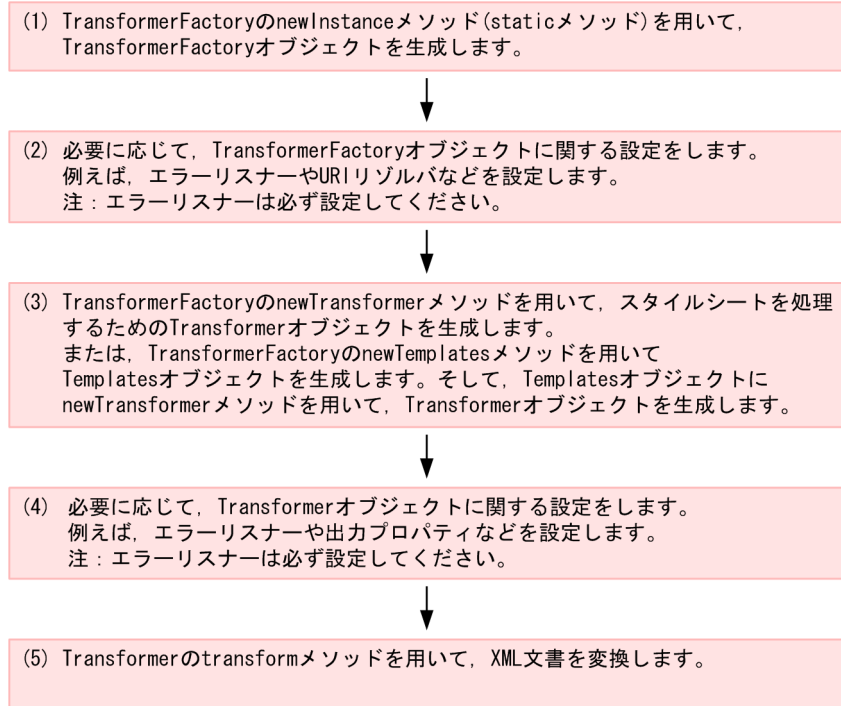 (1) TransformerFactoryのnewInstanceメソッド(staticメソッド)を用いて,
TransformerFactoryオブジェクトを生成します。
(2) 必要に応じて, TransformerFactoryオブジェクトに関する設定をします。
例えば, エラーリスナーやURIリゾルバなどを設定します。
注：エラーリスナーは必ず設定してください。
(3) TransformerFactoryのnewTransformerメソッドを用いて, スタイルシートを処理
するためのTransformerオブジェクトを生成します。
または, TransformerFactoryのnewTemplatesメソッドを用いて
Templatesオブジェクトを生成します。そして, Templatesオブジェクトに
newTransformerメソッドを用いて, Transformerオブジェクトを生成します。
(4) 必要に応じて, Transformerオブジェクトに関する設定をします。
例えば, エラーリスナーや出力プロパティなどを設定します。
注：エラーリスナーは必ず設定してください。
(5) Transformerのtransformメソッドを用いて, XML文書を変換します。